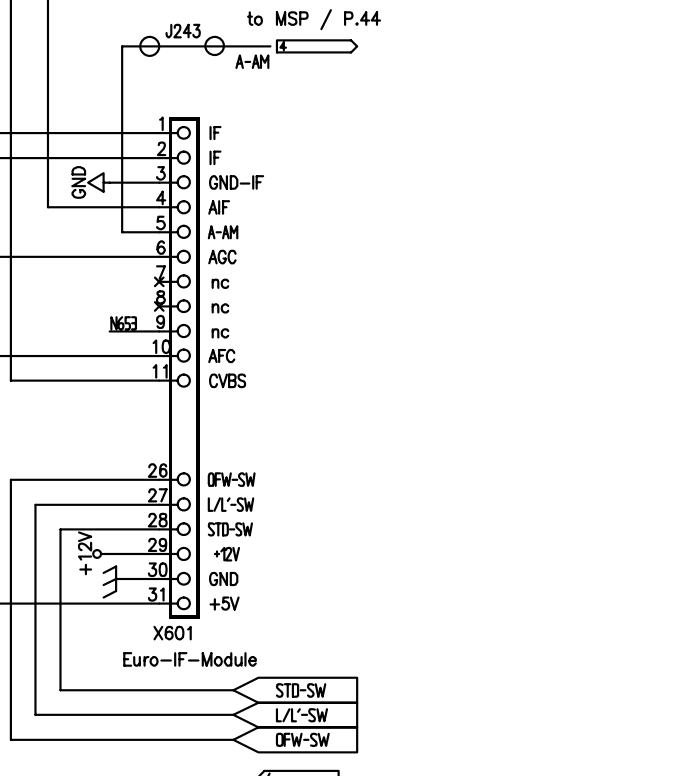 to MSP / P.44
J243
4
A-AM
1 IF
2 IF
GND 3 GND-IF
4 AIF
5 A-AM
6 AGC
7 nc
8 nc
N653 9 nc
10 AFC
11 CVBS
26 OFW-SW
27 L/L'-SW
28 STD-SW
+12V 29 +12V
30 GND
31 +5V
X601
Euro-IF-Module
STD-SW
L/L'-SW
OFW-SW